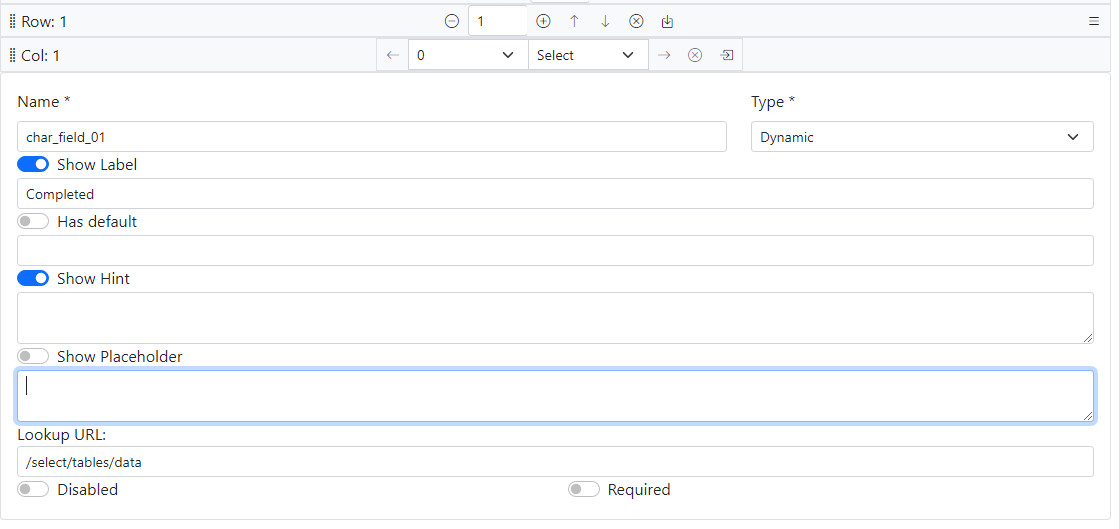 Row: 1 1
Col: 1 0 Select
Name * Type *
char_field_01 Dynamic
Show Label
Completed
Has default
Show Hint
Show Placeholder
Lookup URL:
/select/tables/data
Disabled Required